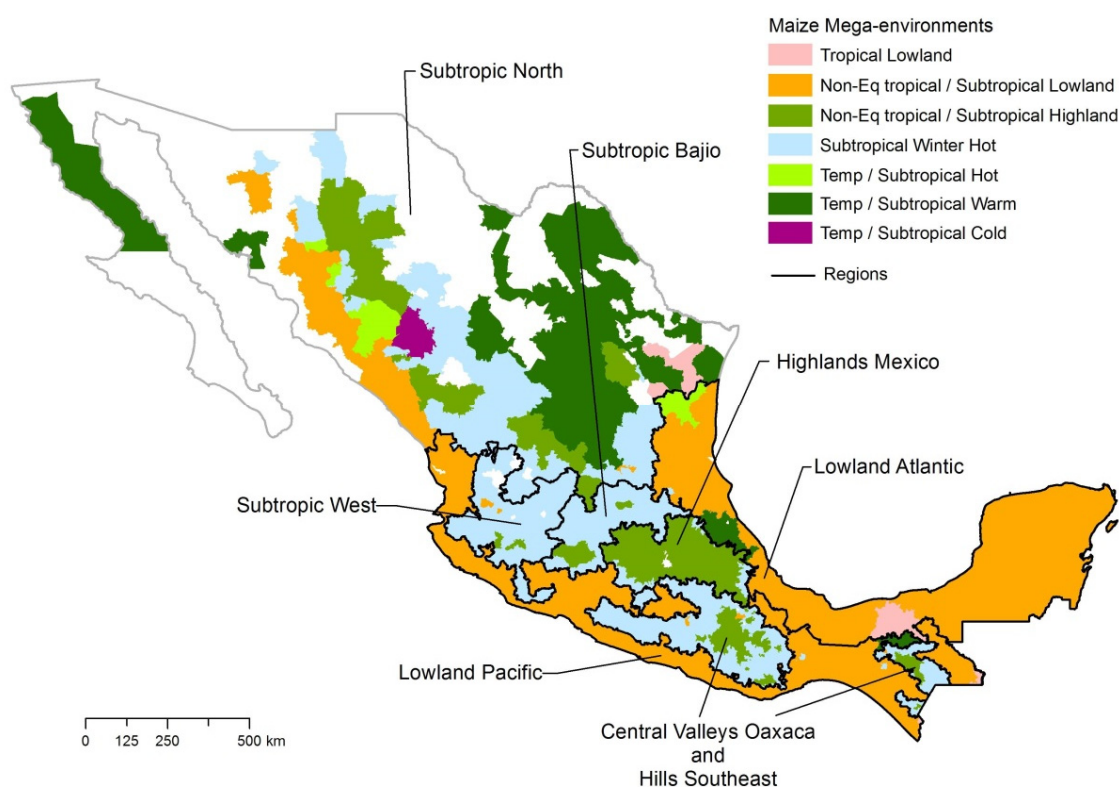 Maize Mega-environments
Tropical Lowland
Non-Eq tropical / Subtropical Lowland
Non-Eq tropical / Subtropical Highland
Subtropical Winter Hot
Temp / Subtropical Hot
Temp / Subtropical Warm
Temp / Subtropical Cold
Regions
Subtropic North
Subtropic Bajio
Highlands Mexico
Lowland Atlantic
Subtropic West
Lowland Pacific
Central Valleys Oaxaca
and
Hills Southeast
0 125 250 500 km